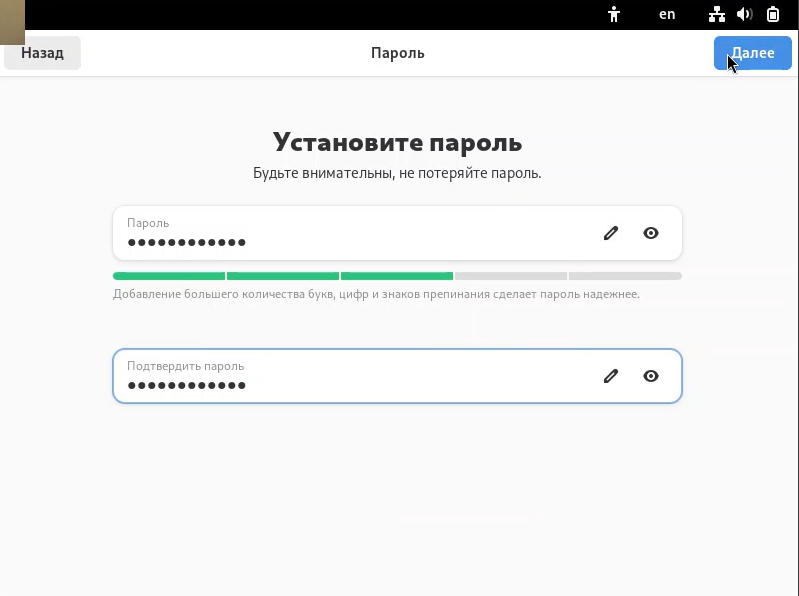 en
Назад
Пароль
Далее
Установите пароль
Будьте внимательны, не потеряйте пароль.
Пароль
●●●●●●●●●●●●
Добавление большего количества букв, цифр и знаков препинания сделает пароль надежнее.
Подтвердить пароль
●●●●●●●●●●●●